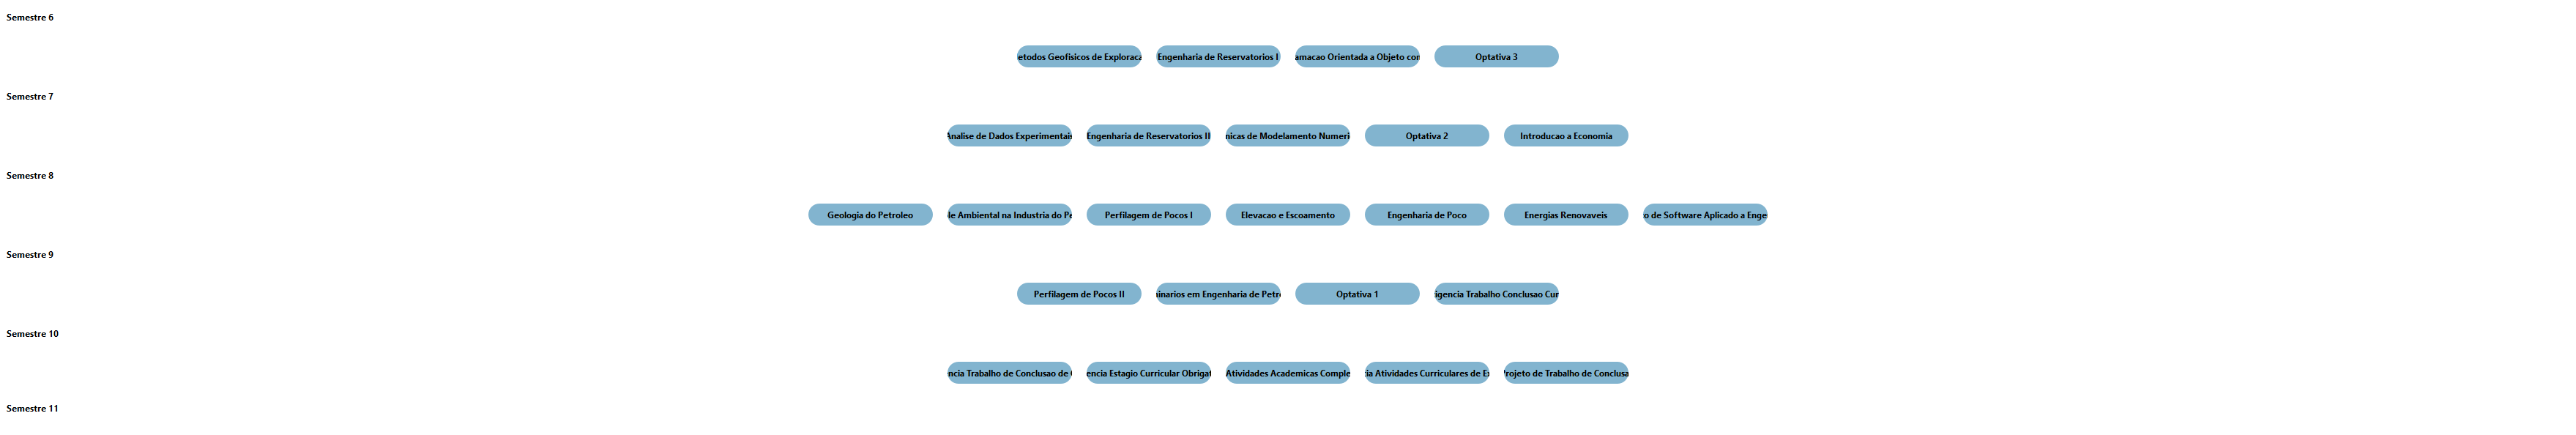 Semestre 6
etodos Geofisicos de Exploraca
Engenharia de Reservatorios I
amacao Orientada a Objeto con
Optativa 3
Semestre 7
Analise de Dados Experimentais
Engenharia de Reservatorios II
nicas de Modelamento Numeri
Optativa 2
Introducao a Economia
Semestre 8
Geologia do Petroleo
le Ambiental na Industria do Pe
Perfilagem de Pocos I
Elevacao e Escoamento
Engenharia de Poco
Energias Renovaveis
to de Software Aplicado a Enge
Semestre 9
Perfilagem de Pocos II
inarios em Engenharia de Petro
Optativa 1
igencia Trabalho Conclusao Cur
Semestre 10
ncia Trabalho de Conclusao de
encia Estagio Curricular Obrigat
Atividades Academicas Comple
ia Atividades Curriculares de Ex
Projeto de Trabalho de Conclusa
Semestre 11